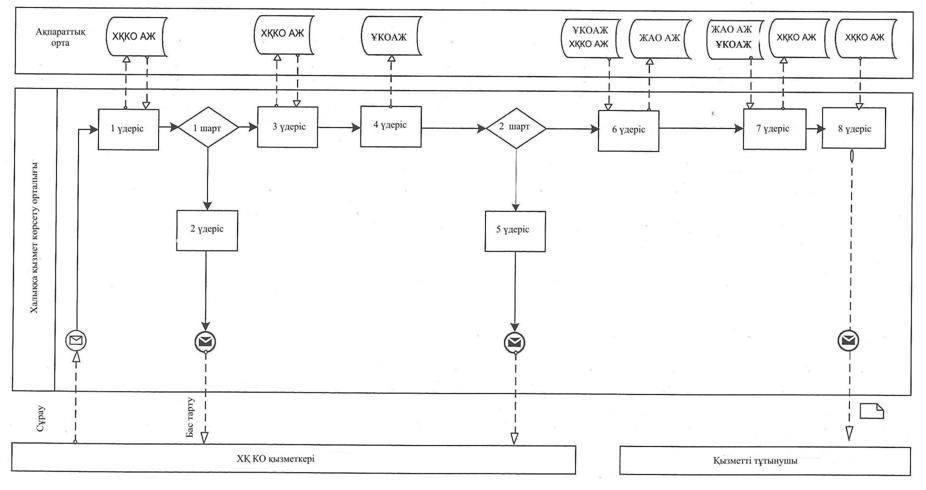 Ақпараттық
орта
ХҚКО АЖ
ХҚКО АЖ
ҰКОАЖ
ҰКОАЖ
ХҚКО АЖ
ЖАО АЖ
ЖАО АЖ
ҰКОАЖ
ХҚКО АЖ
ХҚКО АЖ
Халыққа қызмет көрсету орталығы
1 үдеріс
1 шарт
3 үдеріс
4 үдеріс
2 шарт
6 үдеріс
7 үдеріс
8 үдеріс
2 үдеріс
5 үдеріс
Сұрау
Бас тарту
ХҚ КО қызметкері
Қызметті тұтынушы